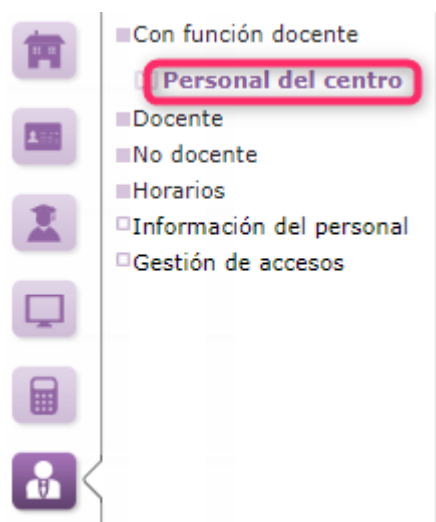 Con función docente
Personal del centro
Docente
No docente
Horarios
Información del personal
Gestión de accesos